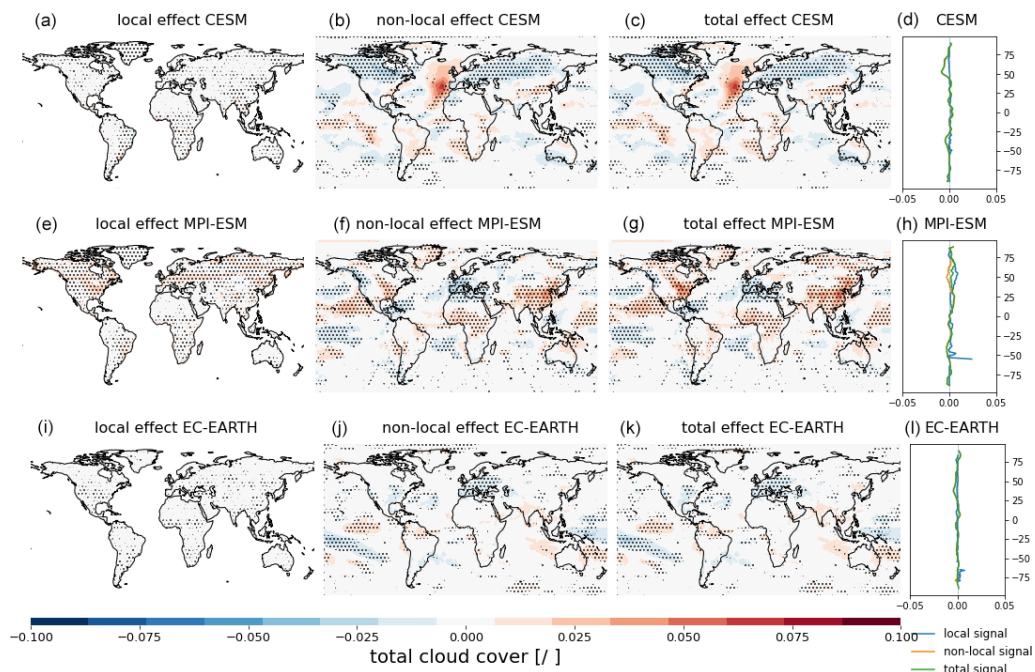 (a) local effect CESM
(b) non-local effect CESM
(c) total effect CESM
(d) CESM
75
50
25
0
−25
−50
−75
−0.05 0.00 0.05
(e) local effect MPI-ESM
(f) non-local effect MPI-ESM
(g) total effect MPI-ESM
(h) MPI-ESM
75
50
25
0
−25
−50
−75
−0.05 0.00 0.05
(i) local effect EC-EARTH
(j) non-local effect EC-EARTH
(k) total effect EC-EARTH
(l) EC-EARTH
75
50
25
0
−25
−50
−75
−0.05 0.00 0.05
−0.100 −0.075 −0.050 −0.025 0.000 0.025 0.050 0.075 0.100
total cloud cover [/ ]
local signal
non-local signal
total signal